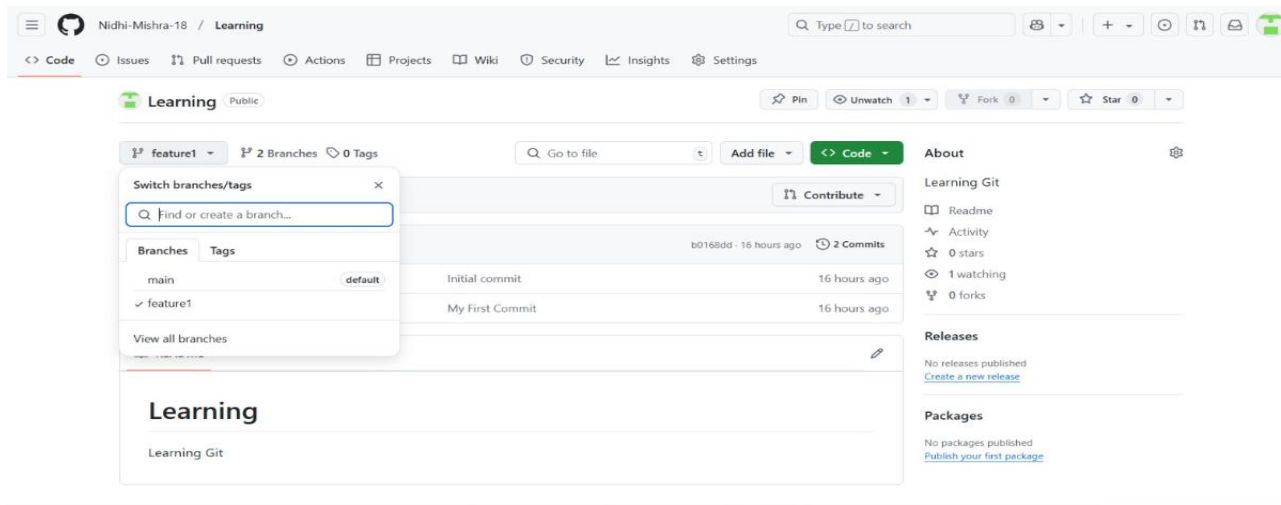 Nidhi-Mishra-18 / Learning
Type / to search
Code Issues Pull requests Actions Projects Wiki Security Insights Settings
Learning Public
Pin Unwatch 1 Fork 0 Star 0
feature1 2 Branches 0 Tags
Go to file t Add file Code
Switch branches/tags
Find or create a branch...
Branches Tags
main default
feature1
View all branches
Contribute
b0168dd · 16 hours ago 2 Commits
Initial commit 16 hours ago
My First Commit 16 hours ago
Learning
Learning Git
About
Learning Git
Readme
Activity
0 stars
1 watching
0 forks
Releases
No releases published
Create a new release
Packages
No packages published
Publish your first package